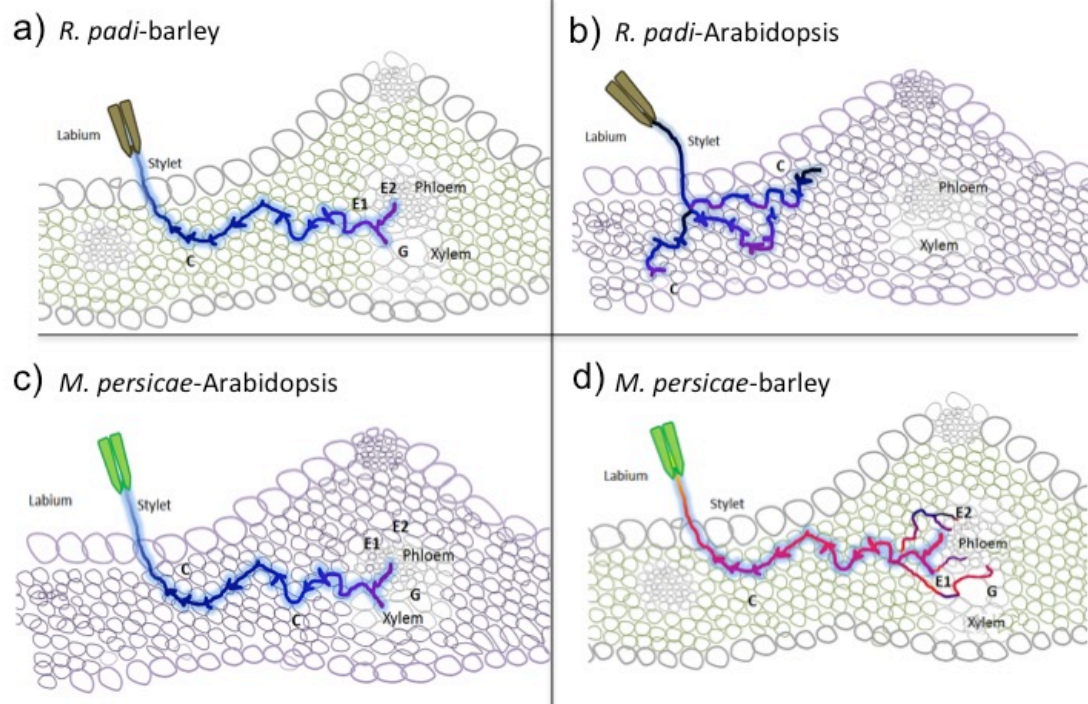 a) R. padi-barley
Labium
Stylet
C
E1
E2
Phloem
G
Xylem
b) R. padi-Arabidopsis
Labium
Stylet
C
C
Phloem
Xylem
c) M. persicae-Arabidopsis
Labium
Stylet
C
C
E1
E2
Phloem
G
Xylem
d) M. persicae-barley
Labium
Stylet
C
E2
Phloem
E1
G
Xylem